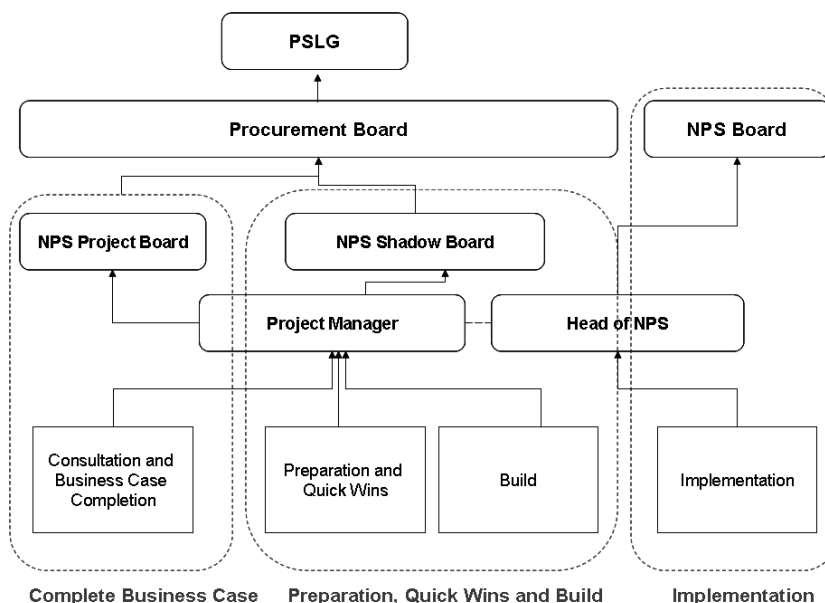 PSLG
Procurement Board
NPS Board
NPS Project Board
NPS Shadow Board
Project Manager
Head of NPS
Consultation and
Business Case
Completion
Preparation and
Quick Wins
Build
Implementation
Complete Business Case
Preparation, Quick Wins and Build
Implementation